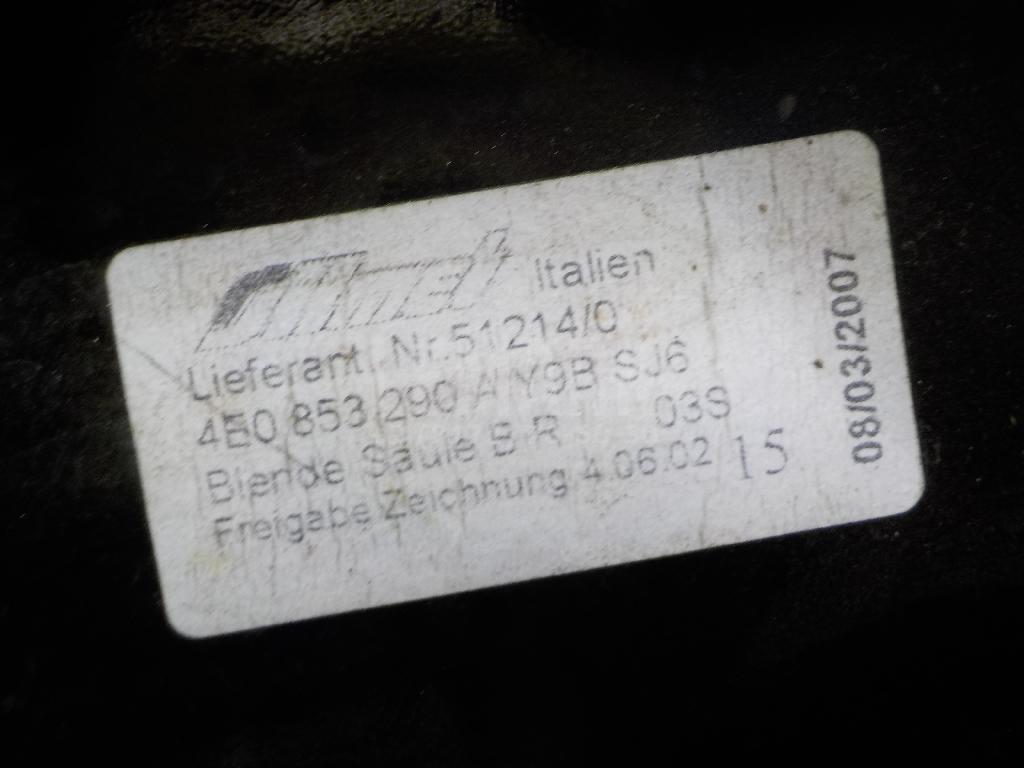 Italien
Lieferant Nr.51214/0
4E0 853 290 A Y9B SJ6
Blende Säule B R 03S
Freigabe Zeichnung 4.06.02 15
08/03/2007